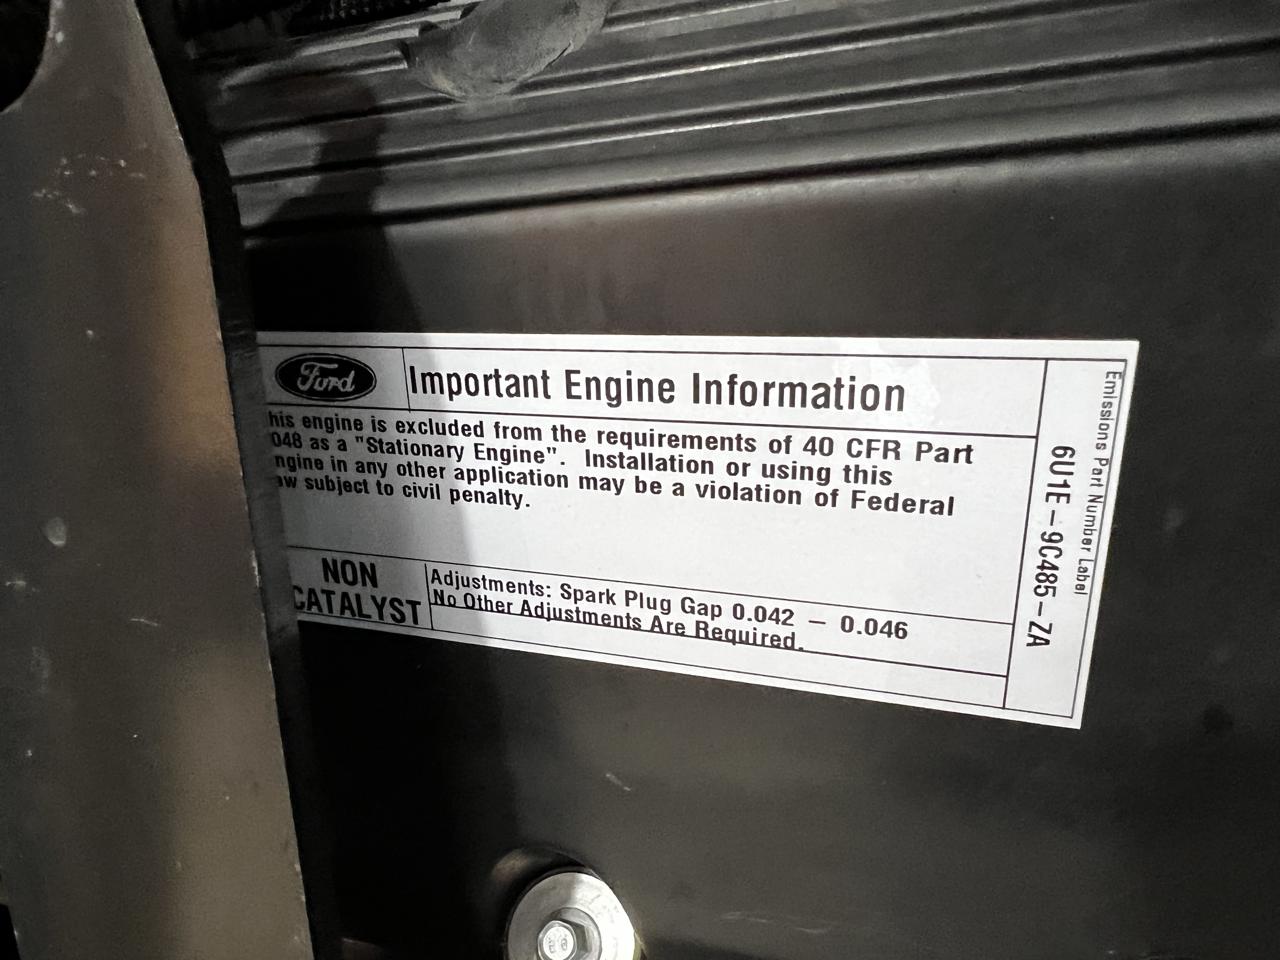 Ford
Important Engine Information
his engine is excluded from the requirements of 40 CFR Part
048 as a "Stationary Engine". Installation or using this
ngine in any other application may be a violation of Federal
aw subject to civil penalty.
NON
CATALYST
Adjustments: Spark Plug Gap 0.042 – 0.046
No Other Adjustments Are Required.
Emissions Part Number Label
6U1E–9C485–ZA